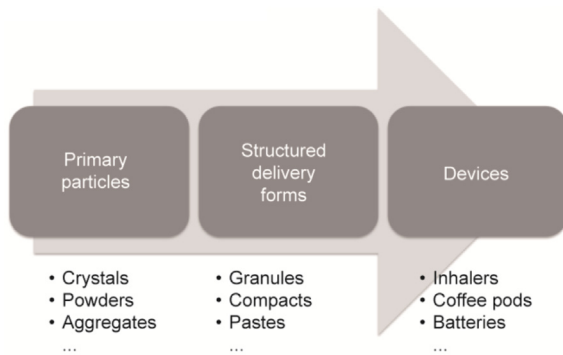 Primary
particles
Structured
delivery
forms
Devices
• Crystals
• Powders
• Aggregates
...
• Granules
• Compacts
• Pastes
...
• Inhalers
• Coffee pods
• Batteries
...